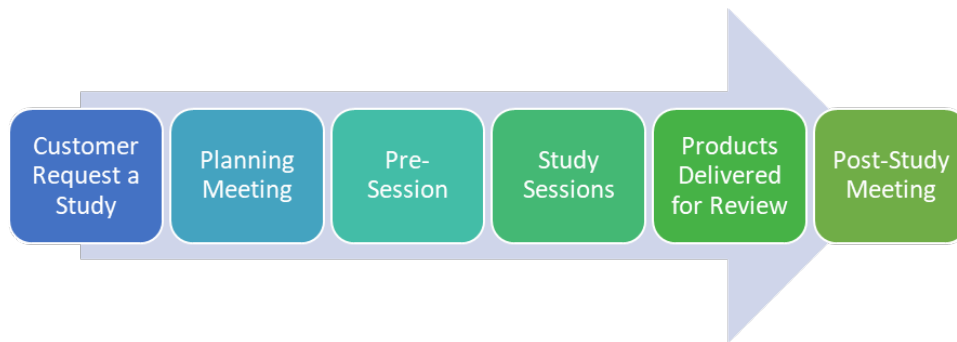 Customer
Request a
Study
Planning
Meeting
Pre-
Session
Study
Sessions
Products
Delivered
for Review
Post-Study
Meeting